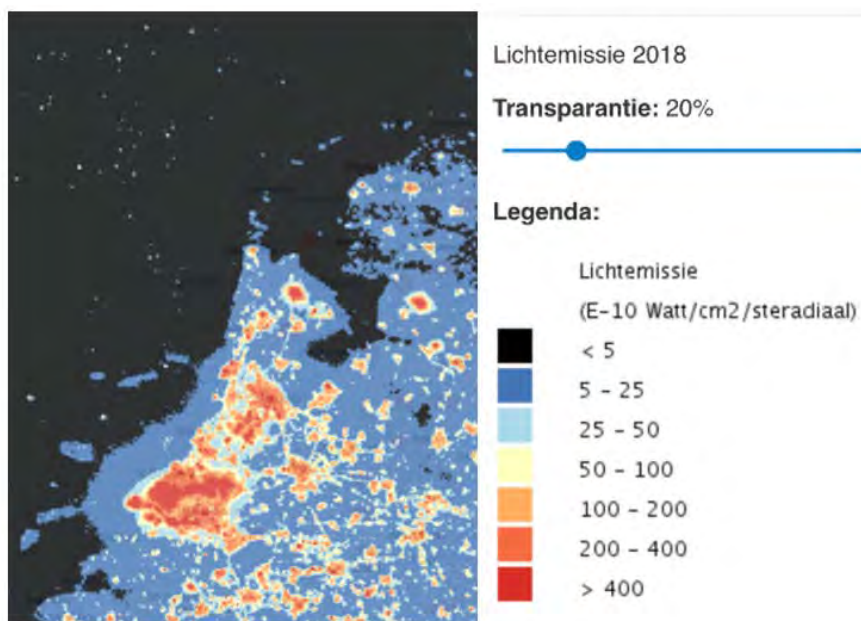 Lichtemissie 2018
Transparantie: 20%
Legenda:
Lichtemissie
(E-10 Watt/cm2/steradiaal)
< 5
5 - 25
25 - 50
50 - 100
100 - 200
200 - 400
> 400